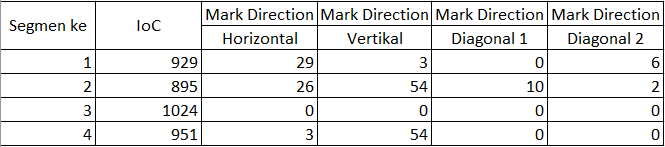 Segmen ke IoC Mark Direction Mark Direction Mark Direction Mark Direction
Horizontal Vertikal Diagonal 1 Diagonal 2
1 929 29 3 0 6
2 895 26 54 10 2
3 1024 0 0 0 0
4 951 3 54 0 0